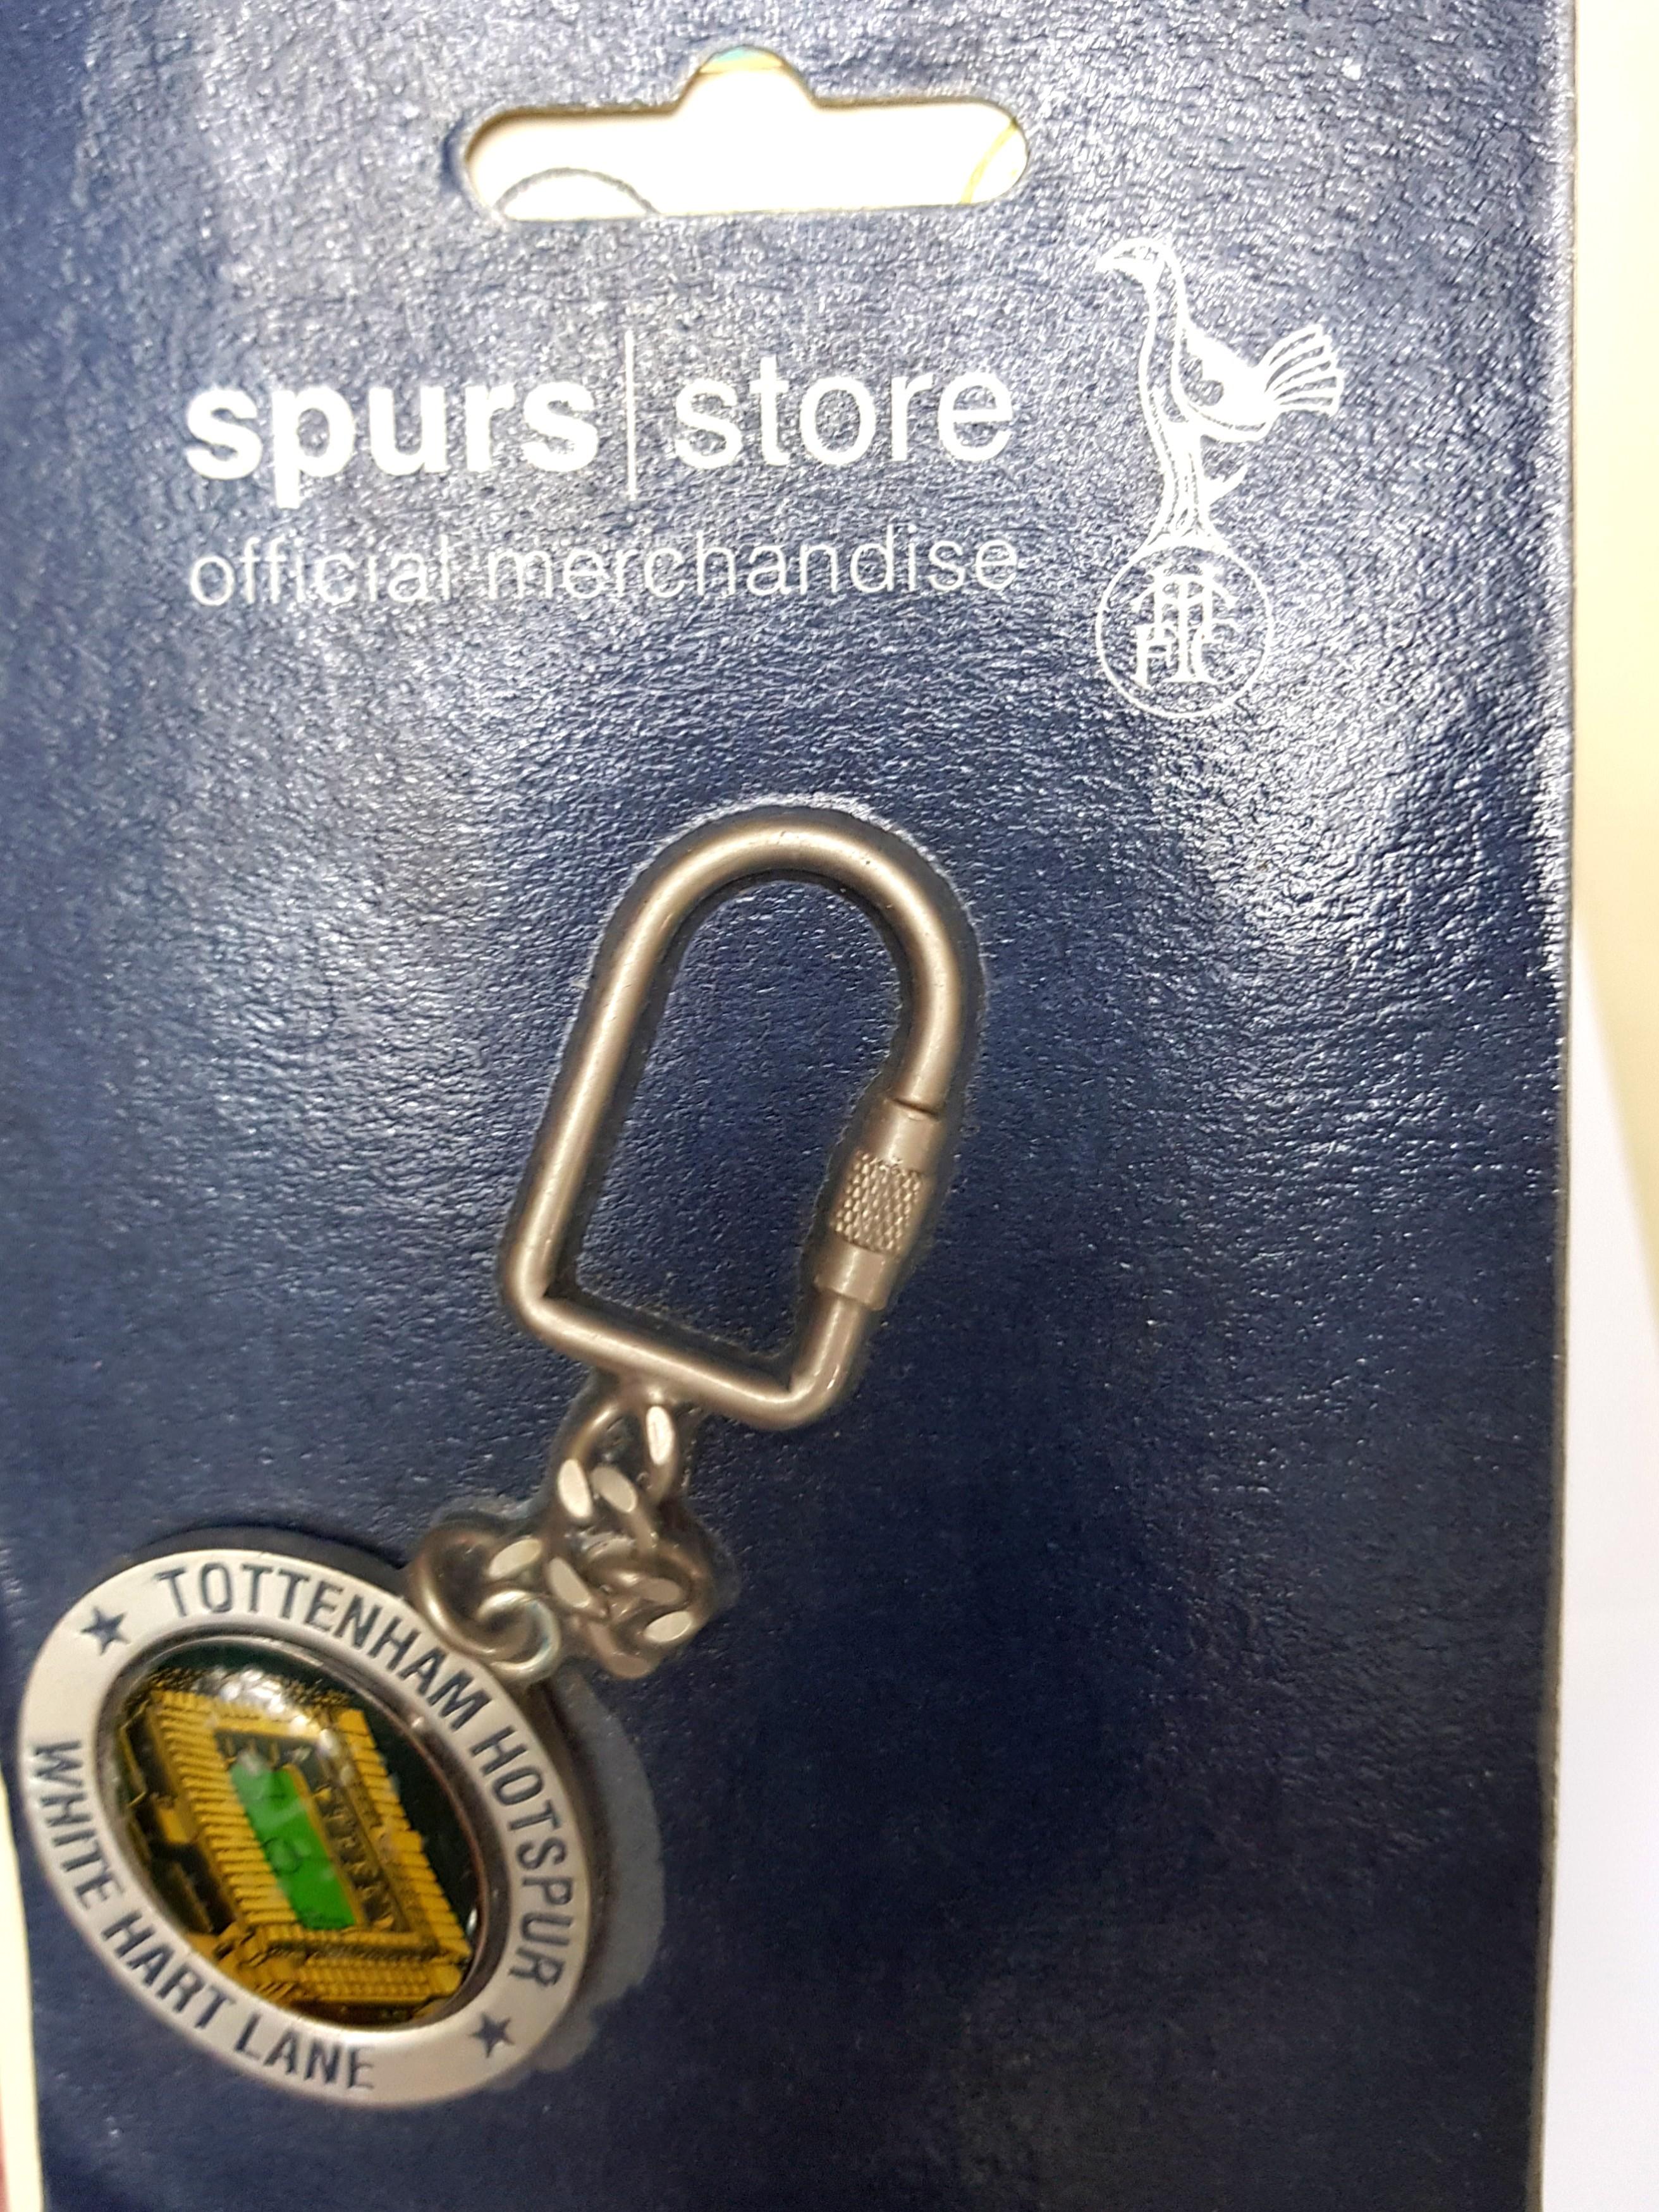 spurs|store
official merchandise
THFC
TOTTENHAM HOTSPUR
WHITE HART LANE